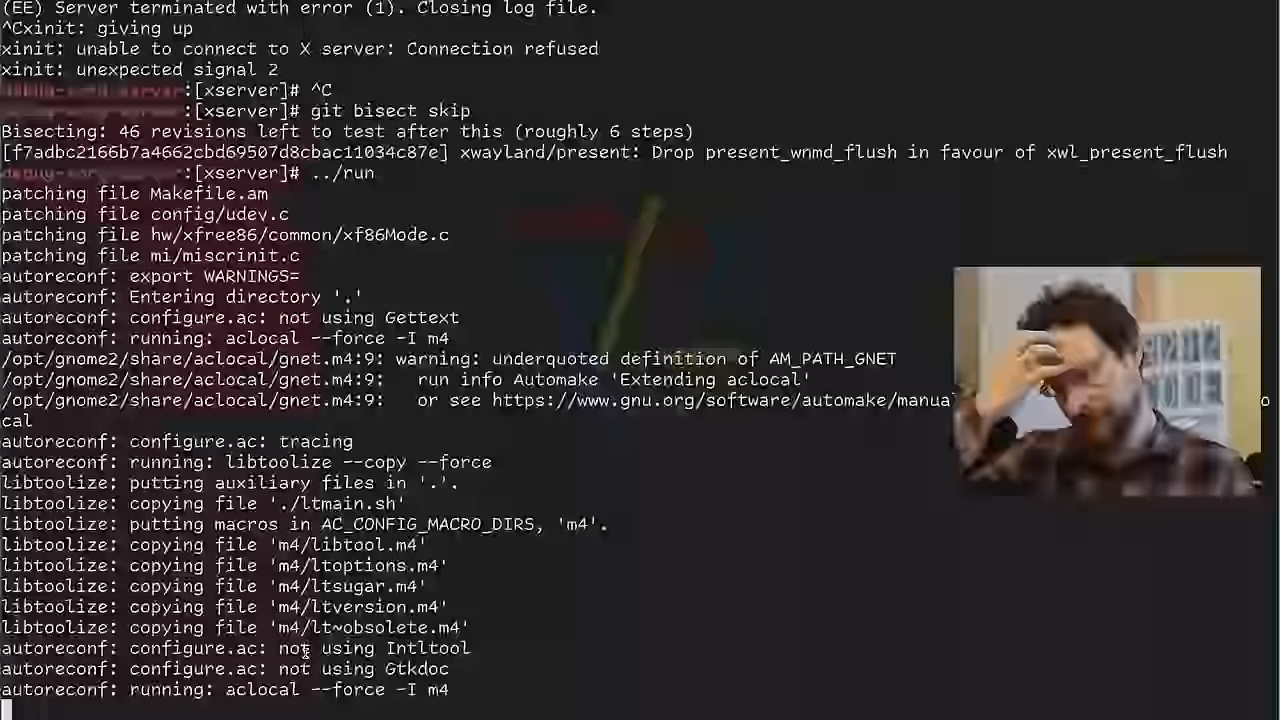 (EE) Server terminated with error (1). Closing log file.
^Cxinit: giving up
xinit: unable to connect to X server: Connection refused
xinit: unexpected signal 2
:[xserver]# ^C
:[xserver]# git bisect skip
Bisecting: 46 revisions left to test after this (roughly 6 steps)
[f7adbc2166b7a4662cbd69507d8cbac11034c87e] xwayland/present: Drop present_wnmd_flush in favour of xwl_present_flush
:[xserver]# ../run
patching file Makefile.am
patching file config/udev.c
patching file hw/xfree86/common/xf86Mode.c
patching file mi/miscrinit.c
autoreconf: export WARNINGS=
autoreconf: Entering directory '.'
autoreconf: configure.ac: not using Gettext
autoreconf: running: aclocal --force -I m4
/opt/gnome2/share/aclocal/gnet.m4:9: warning: underquoted definition of AM_PATH_GNET
/opt/gnome2/share/aclocal/gnet.m4:9:   run info Automake 'Extending aclocal'
/opt/gnome2/share/aclocal/gnet.m4:9:   or see https://www.gnu.org/software/automake/manual
cal
autoreconf: configure.ac: tracing
autoreconf: running: libtoolize --copy --force
libtoolize: putting auxiliary files in '.'.
libtoolize: copying file './ltmain.sh'
libtoolize: putting macros in AC_CONFIG_MACRO_DIRS, 'm4'.
libtoolize: copying file 'm4/libtool.m4'
libtoolize: copying file 'm4/ltoptions.m4'
libtoolize: copying file 'm4/ltsugar.m4'
libtoolize: copying file 'm4/ltversion.m4'
libtoolize: copying file 'm4/lt~obsolete.m4'
autoreconf: configure.ac: not using Intltool
autoreconf: configure.ac: not using Gtkdoc
autoreconf: running: aclocal --force -I m4